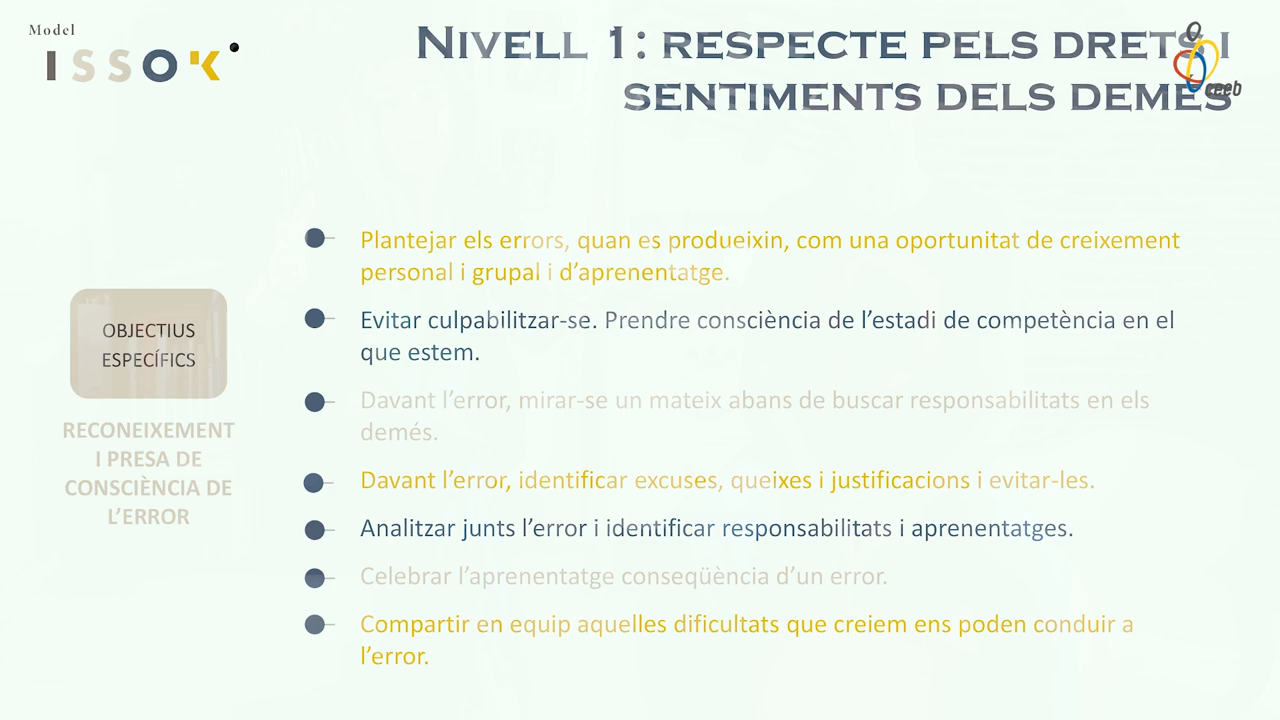 Model
ISSOK
NIVELL 1: RESPECTE PELS DRETS I
SENTIMENTS DELS DEMÉS
ceeb
OBJECTIUS
ESPECÍFICS
RECONEIXEMENT
I PRESA DE
CONSCIÈNCIA DE
L'ERROR
Plantejar els errors, quan es produeixin, com una oportunitat de creixement
personal i grupal i d'aprenentatge.
Evitar culpabilitzar-se. Prendre consciència de l'estadi de competència en el
que estem.
Davant l'error, mirar-se un mateix abans de buscar responsabilitats en els
demés.
Davant l'error, identificar excuses, queixes i justificacions i evitar-les.
Analitzar junts l'error i identificar responsabilitats i aprenentatges.
Celebrar l'aprenentatge conseqüència d'un error.
Compartir en equip aquelles dificultats que creiem ens poden conduir a
l'error.